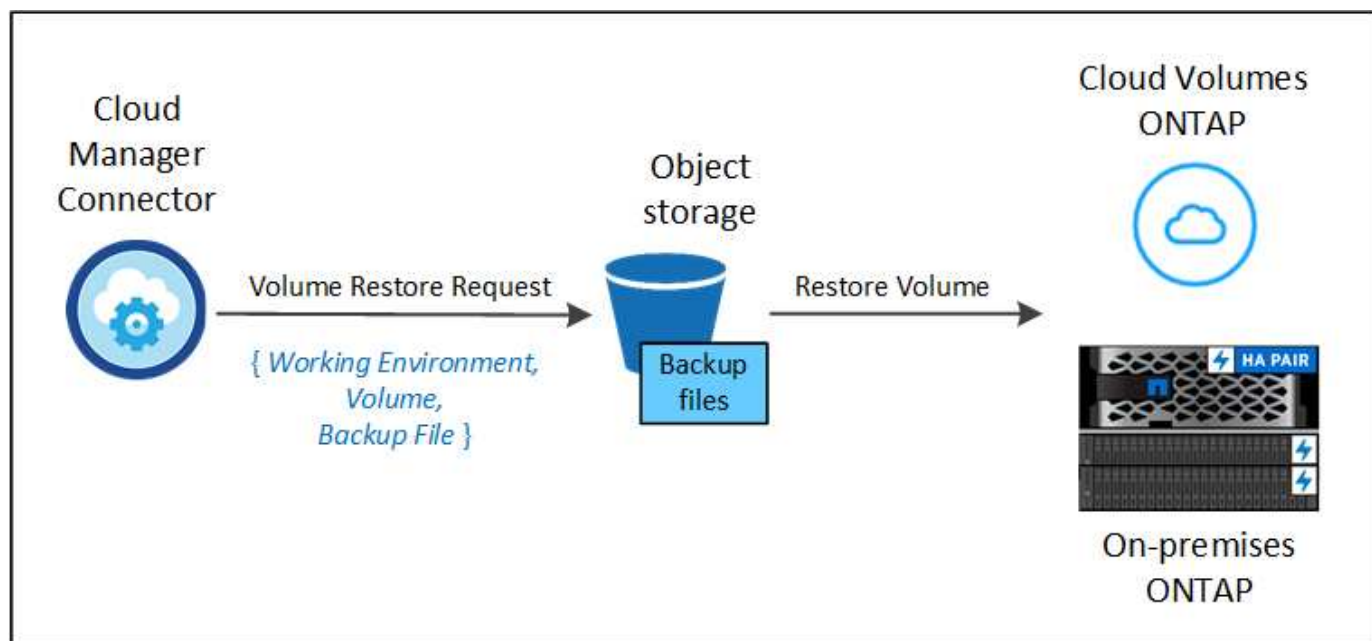 Cloud
Manager
Connector
Volume Restore Request
{ Working Environment,
Volume,
Backup File }
Object
storage
Backup
files
Restore Volume
Cloud Volumes
ONTAP
HA PAIR
On-premises
ONTAP